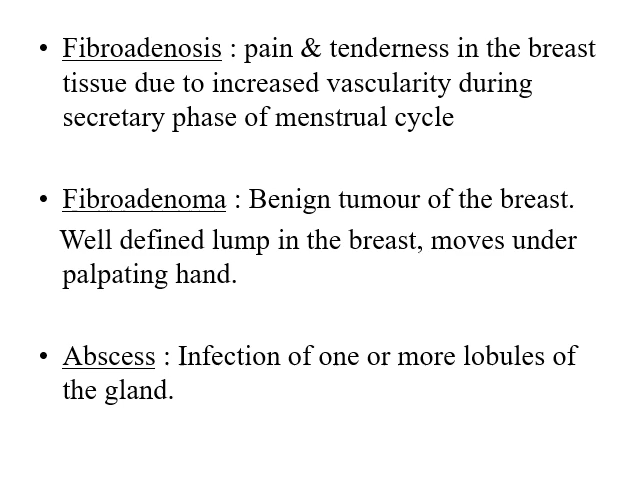 • Fibroadenosis : pain & tenderness in the breast
tissue due to increased vascularity during
secretary phase of menstrual cycle
• Fibroadenoma : Benign tumour of the breast.
Well defined lump in the breast, moves under
palpating hand.
• Abscess : Infection of one or more lobules of
the gland.